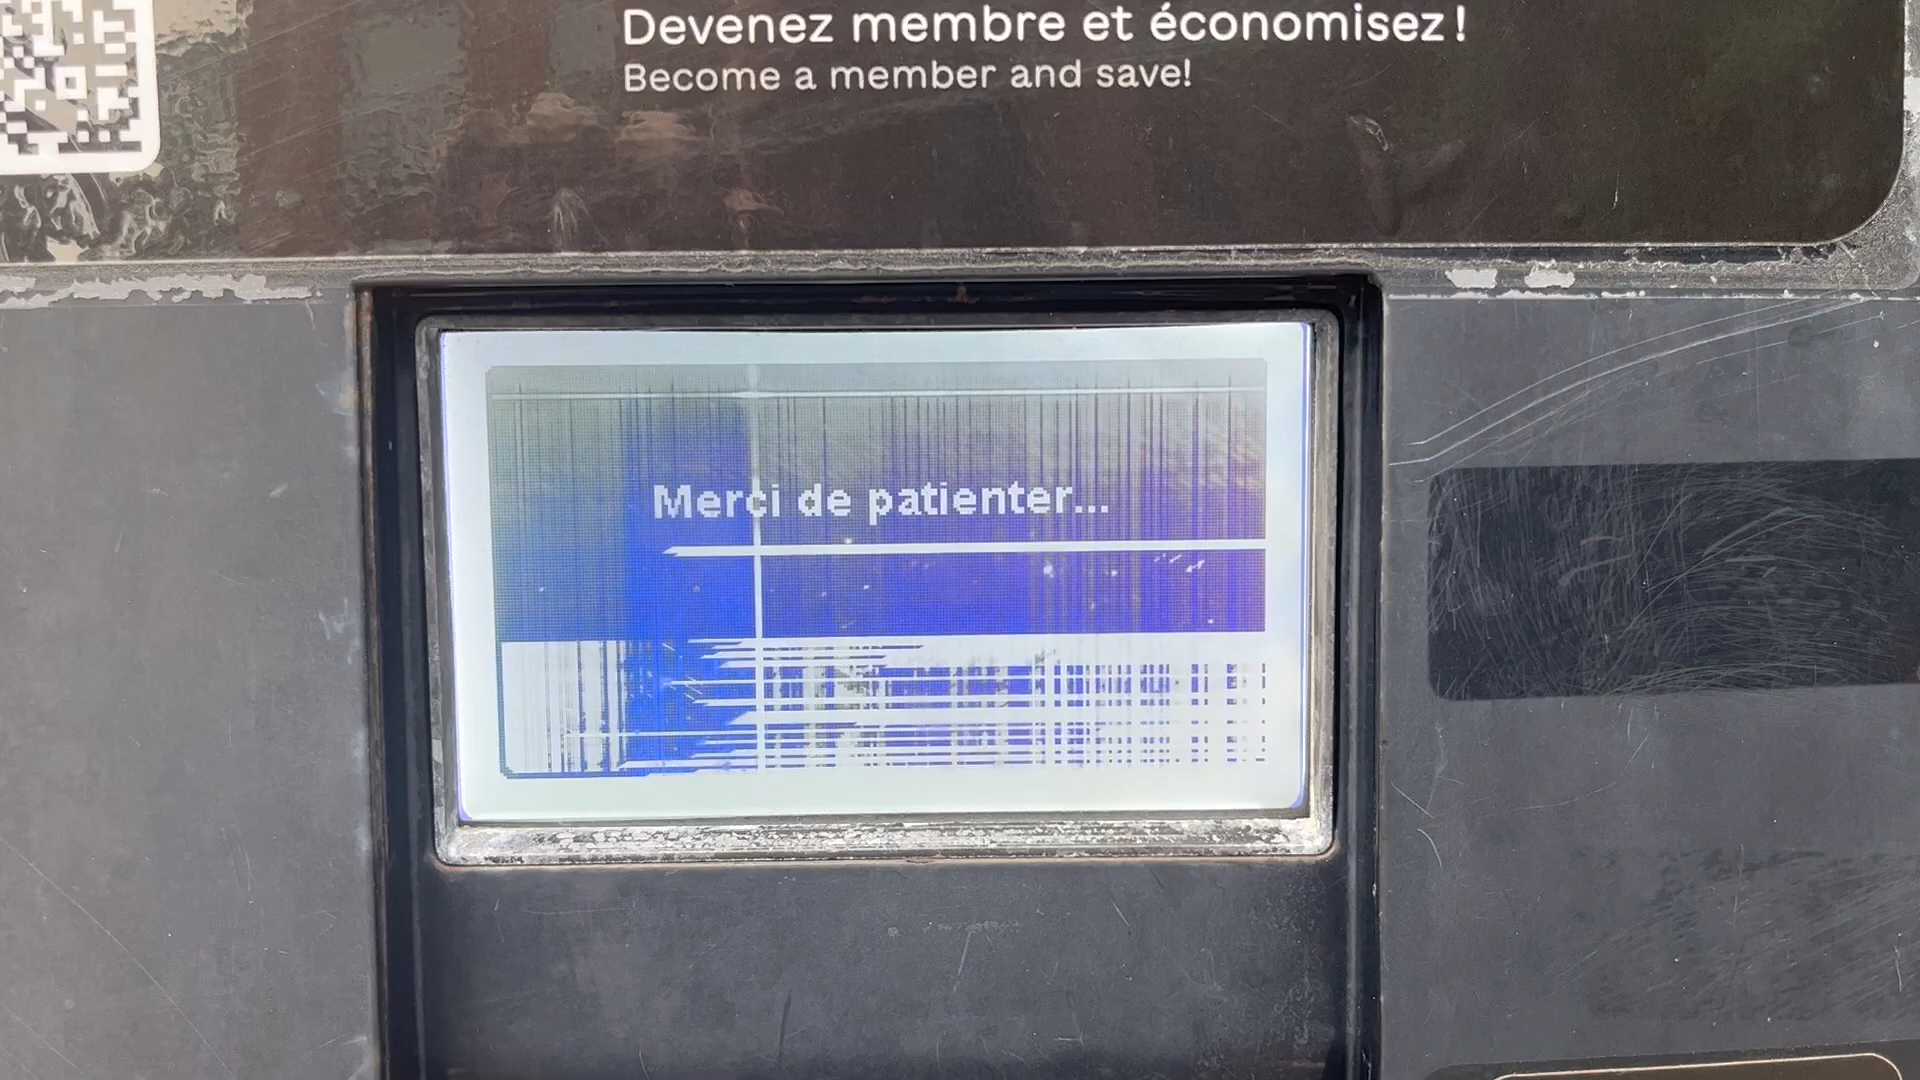 Devenez membre et économisez !
Become a member and save!
Merci de patienter...